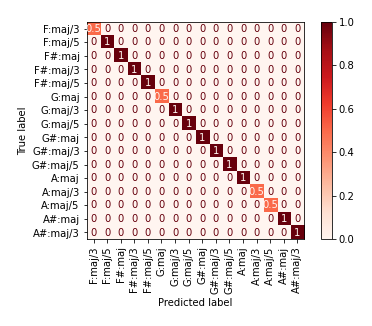 F:maj/3 0.5 0 0 0 0 0 0 0 0 0 0 0 0 0 0 0
F:maj/5 0 1 0 0 0 0 0 0 0 0 0 0 0 0 0 0
F#:maj 0 0 1 0 0 0 0 0 0 0 0 0 0 0 0 0
F#:maj/3 0 0 0 1 0 0 0 0 0 0 0 0 0 0 0 0
F#:maj/5 0 0 0 0 1 0 0 0 0 0 0 0 0 0 0 0
G:maj 0 0 0 0 0 0.5 0 0 0 0 0 0 0 0 0 0
G:maj/3 0 0 0 0 0 0 1 0 0 0 0 0 0 0 0 0
G:maj/5 0 0 0 0 0 0 0 1 0 0 0 0 0 0 0 0
G#:maj 0 0 0 0 0 0 0 0 1 0 0 0 0 0 0 0
G#:maj/3 0 0 0 0 0 0 0 0 0 1 0 0 0 0 0 0
G#:maj/5 0 0 0 0 0 0 0 0 0 0 1 0 0 0 0 0
A:maj 0 0 0 0 0 0 0 0 0 0 0 1 0 0 0 0
A:maj/3 0 0 0 0 0 0 0 0 0 0 0 0 0.5 0 0 0
A:maj/5 0 0 0 0 0 0 0 0 0 0 0 0 0 0.5 0 0
A#:maj 0 0 0 0 0 0 0 0 0 0 0 0 0 0 1 0
A#:maj/3 0 0 0 0 0 0 0 0 0 0 0 0 0 0 0 1
True label
F:maj/3
F:maj/5
F#:maj
F#:maj/3
F#:maj/5
G:maj
G:maj/3
G:maj/5
G#:maj
G#:maj/3
G#:maj/5
A:maj
A:maj/3
A:maj/5
A#:maj
A#:maj/3
Predicted label
1.0
0.8
0.6
0.4
0.2
0.0